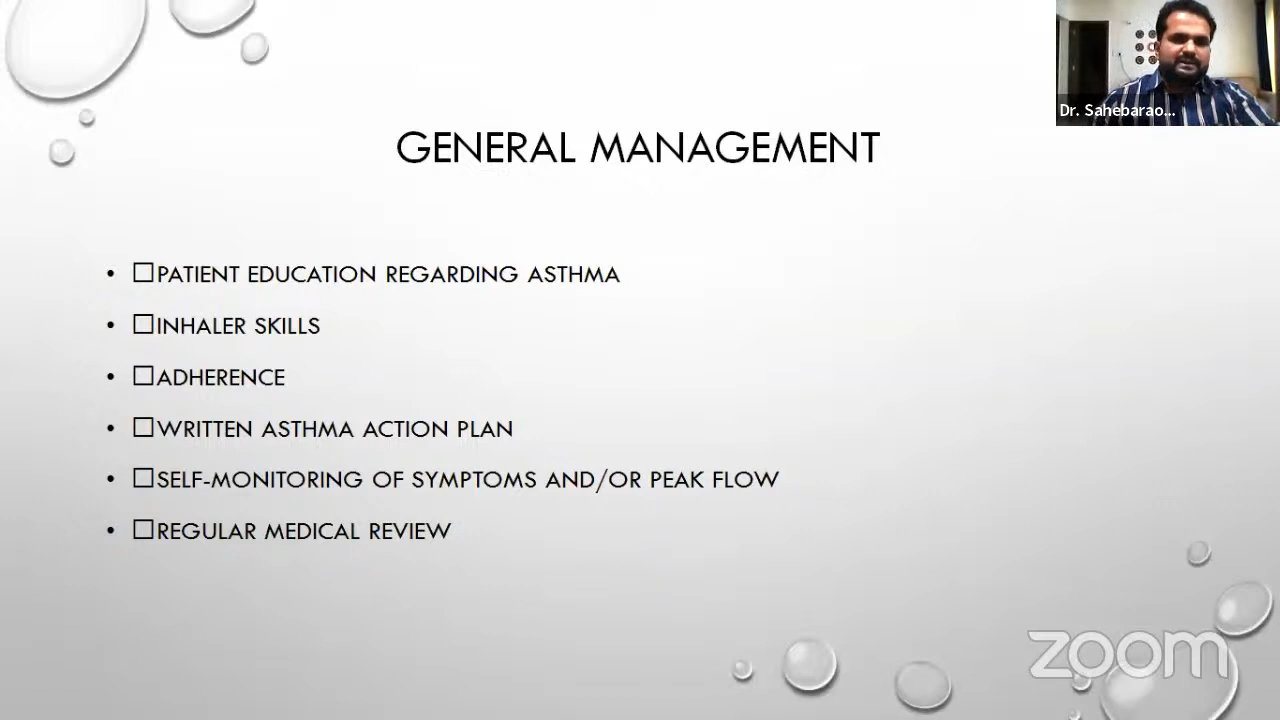 Dr. Sahebarao...
GENERAL MANAGEMENT
• ☐PATIENT EDUCATION REGARDING ASTHMA
• ☐INHALER SKILLS
• ☐ADHERENCE
• ☐WRITTEN ASTHMA ACTION PLAN
• ☐SELF-MONITORING OF SYMPTOMS AND/OR PEAK FLOW
• ☐REGULAR MEDICAL REVIEW
zoom